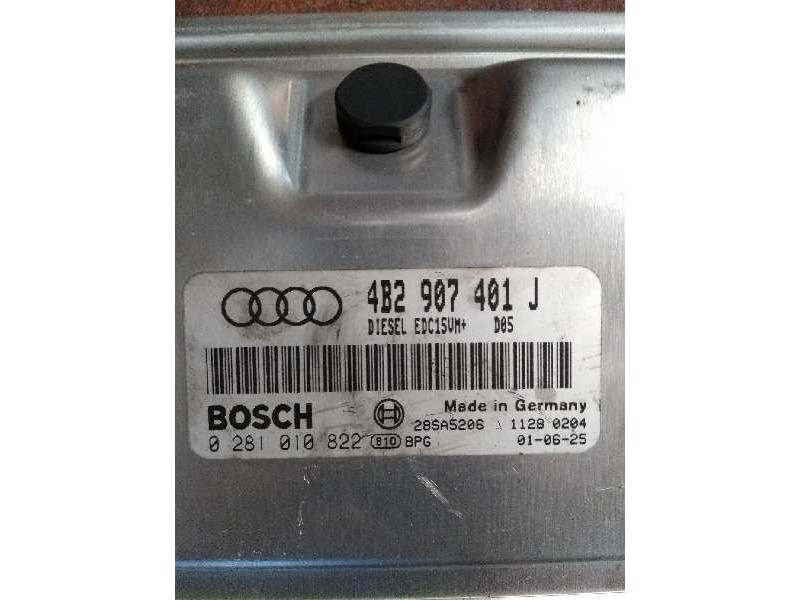 4B2 907 401 J
DIESEL EDC15VM+ D05
BOSCH
Made in Germany
28SA5206 1128 0204
0 281 010 822 810 BPG 01-06-25